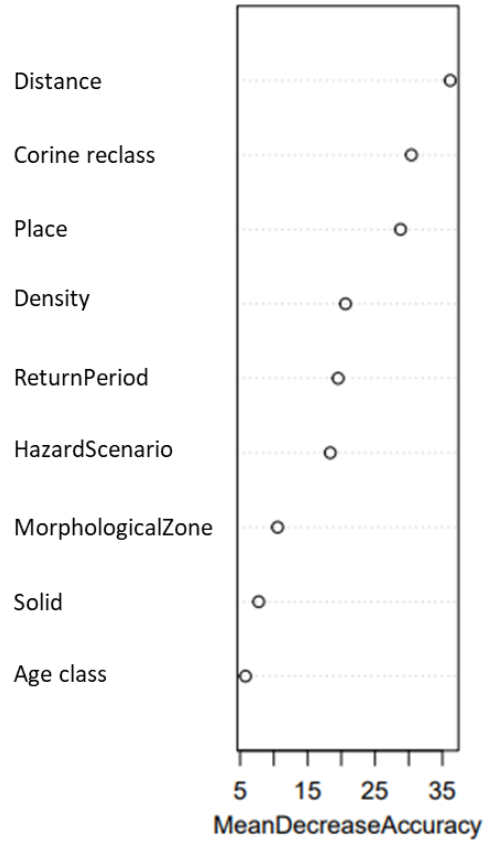 Distance
Corine reclass
Place
Density
ReturnPeriod
HazardScenario
MorphologicalZone
Solid
Age class
5 15 25 35
MeanDecreaseAccuracy